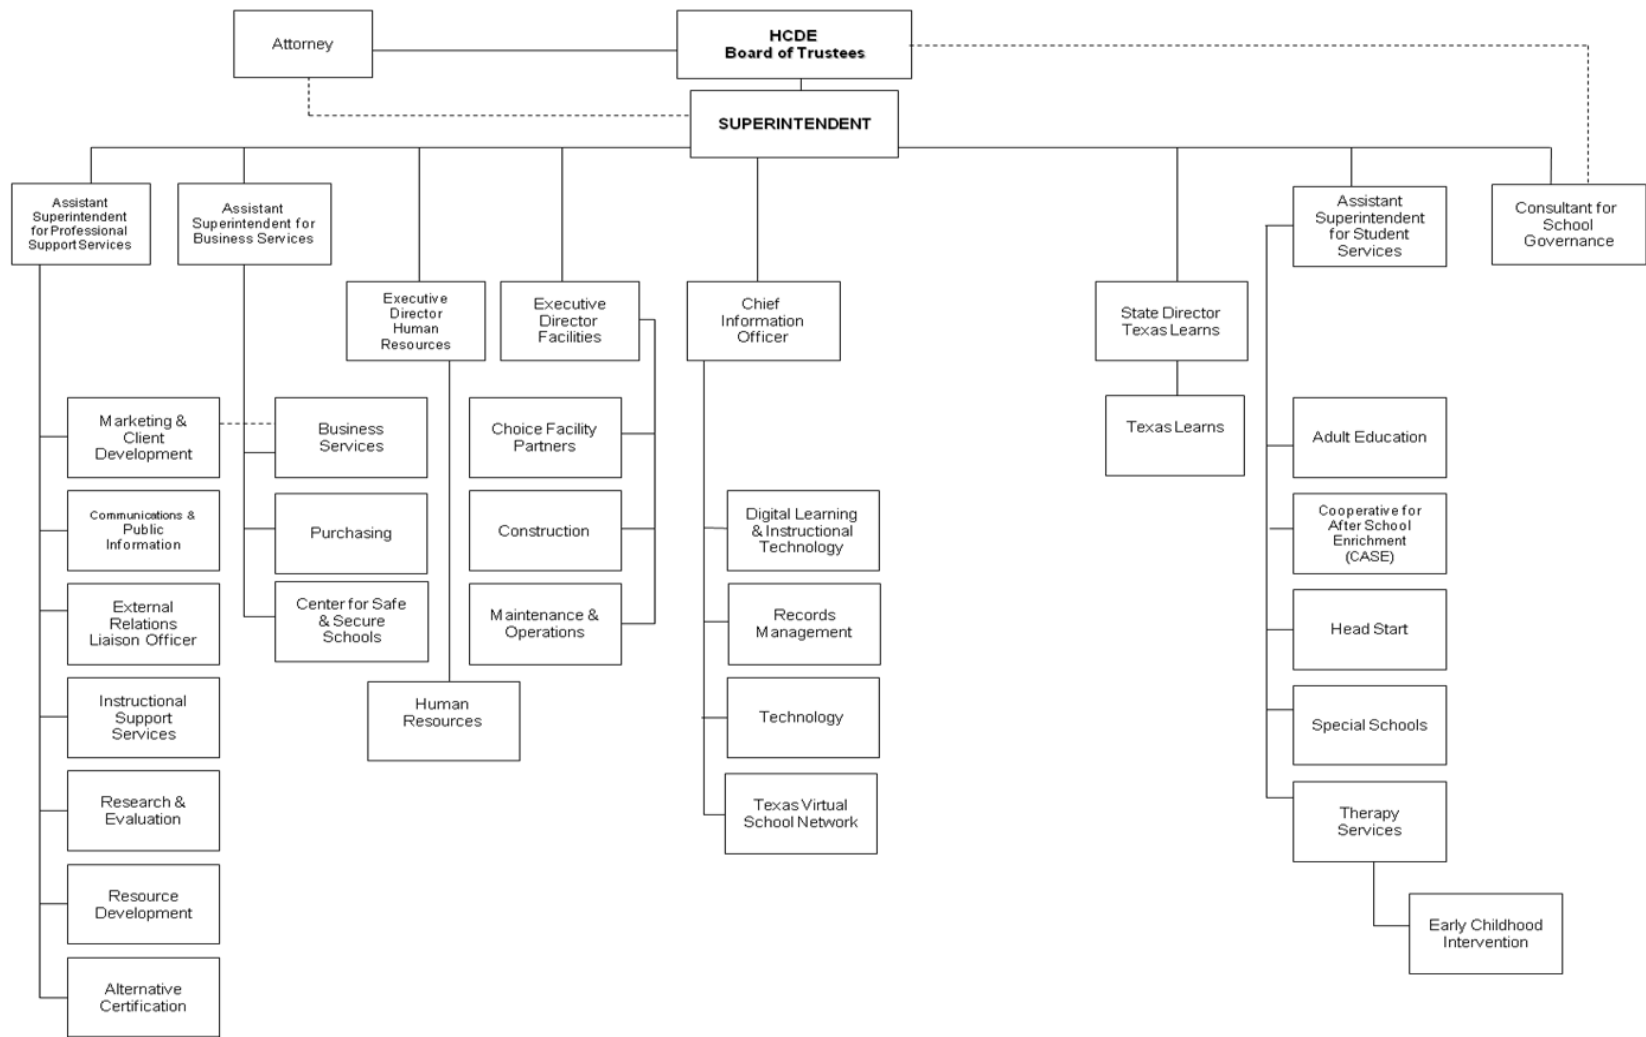 Attorney
HCDE
Board of Trustees
SUPERINTENDENT
Assistant
Superintendent
for Professional
Support Services
Assistant
Superintendent for
Business Services
Executive
Director
Human
Resources
Executive
Director
Facilities
Chief
Information
Officer
State Director
Texas Learns
Assistant
Superintendent
for Student
Services
Consultant for
School
Governance
Marketing &
Client
Development
Communications &
Public
Information
External
Relations
Liaison Officer
Instructional
Support
Services
Research &
Evaluation
Resource
Development
Alternative
Certification
Business
Services
Purchasing
Center for Safe
& Secure
Schools
Human
Resources
Choice Facility
Partners
Construction
Maintenance &
Operations
Digital Learning
& Instructional
Technology
Records
Management
Technology
Texas Virtual
School Network
Texas Learns
Adult Education
Cooperative for
After School
Enrichment
(CASE)
Head Start
Special Schools
Therapy
Services
Early Childhood
Intervention